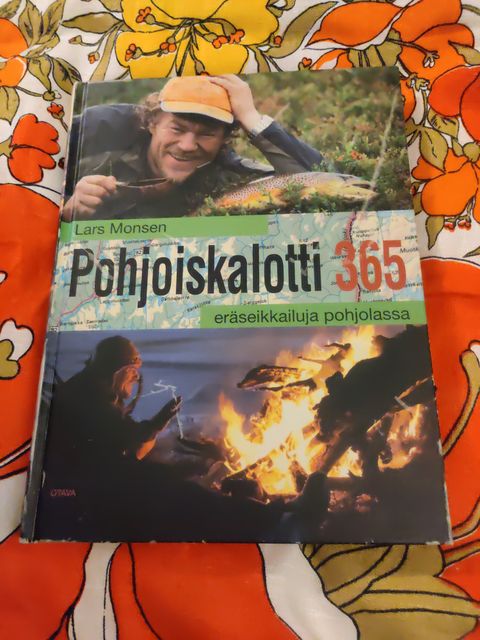 Lars Monsen
Pohjoiskalotti 365
eräseikkailuja pohjolassa
OTAVA